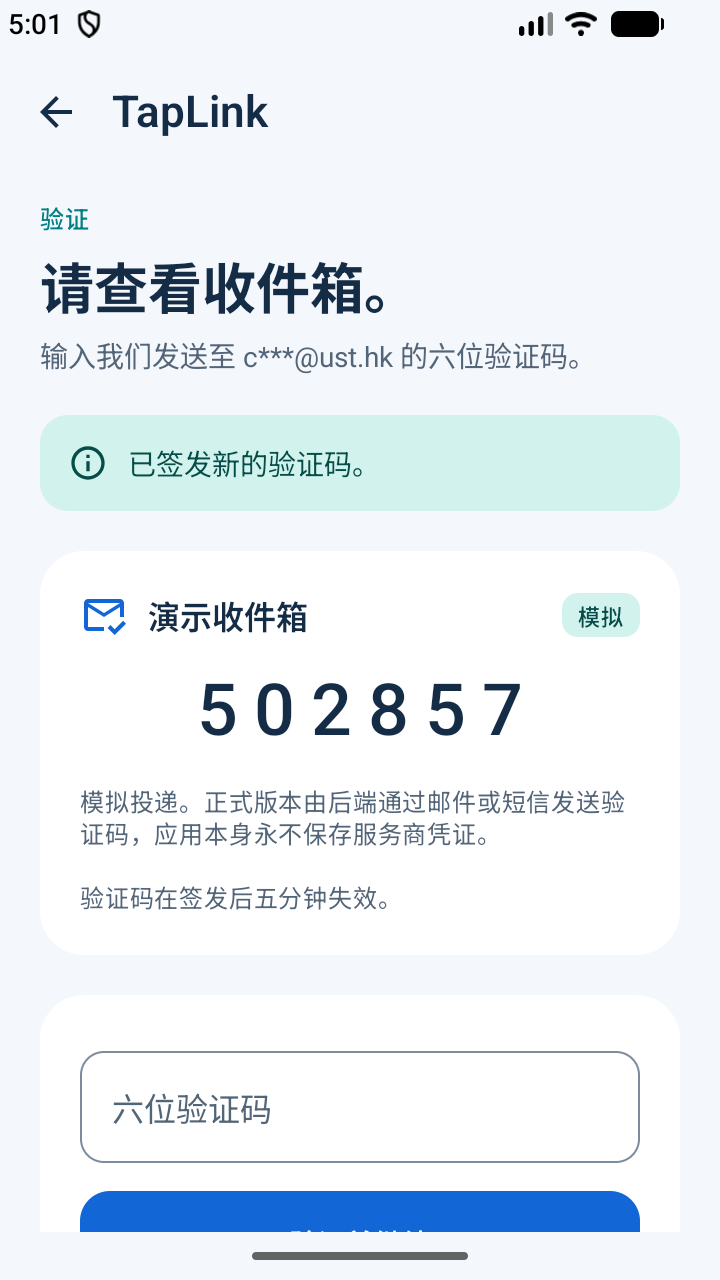 5:01
TapLink
验证
请查看收件箱。
输入我们发送至 c***@ust.hk 的六位验证码。
已签发新的验证码。
演示收件箱
模拟
502857
模拟投递。正式版本由后端通过邮件或短信发送验
证码，应用本身永不保存服务商凭证。
验证码在签发后五分钟失效。
六位验证码